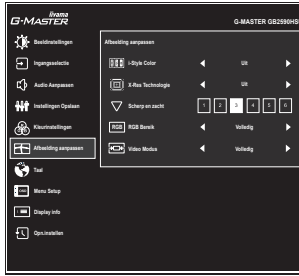 iiyama
G-MASTER
G-MASTER GB2590HS
Beeldinstellingen
Ingangsselectie
Audio Aanpassen
Instellingen Opslaan
Kleurinstellingen
Afbeelding aanpassen
Taal
Menu Setup
Display info
Opn.instellen
Afbeelding aanpassen
i-Style Color Uit
X-Res Technologie Uit
Scherp en zacht 1 2 3 4 5 6
RGB RGB Bereik Volledig
Video Modus Volledig